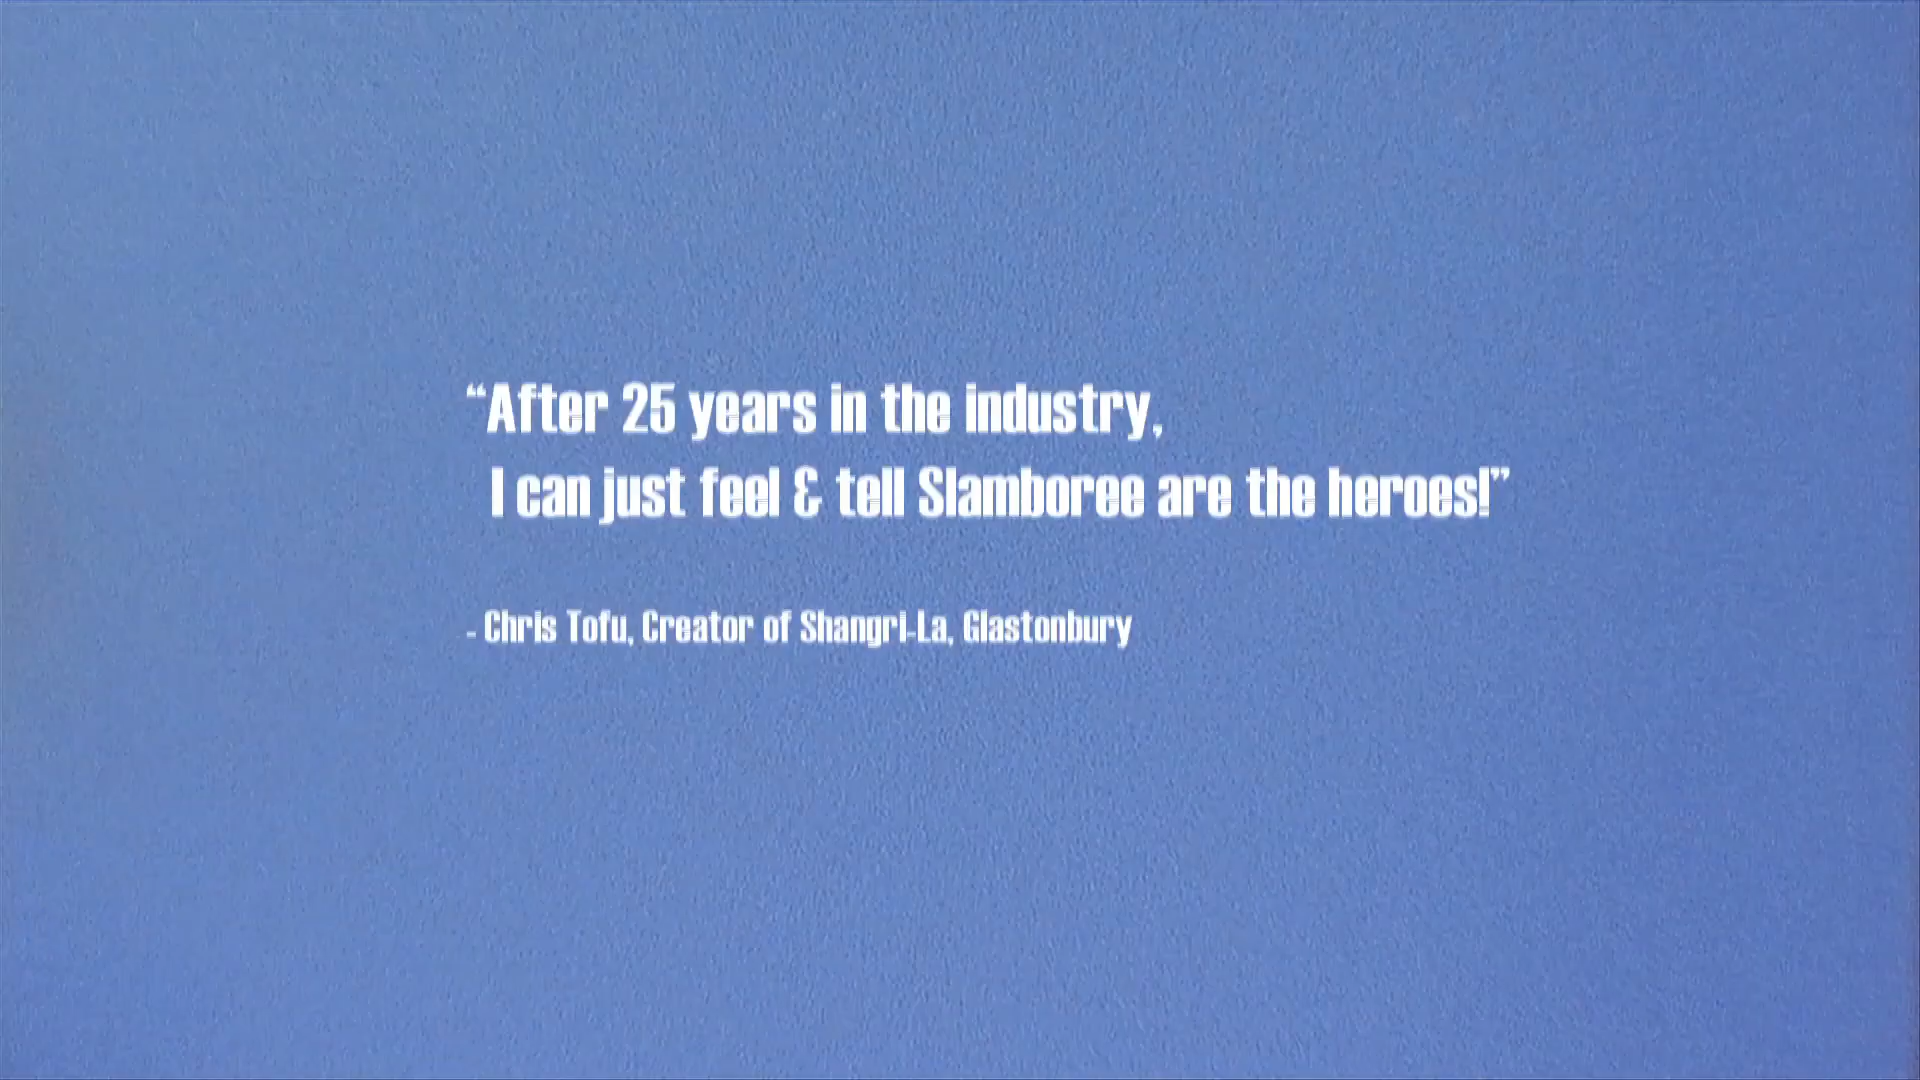 “After 25 years in the industry,
I can just feel & tell Slamboree are the heroes!”
- Chris Tofu, Creator of Shangri-La, Glastonbury